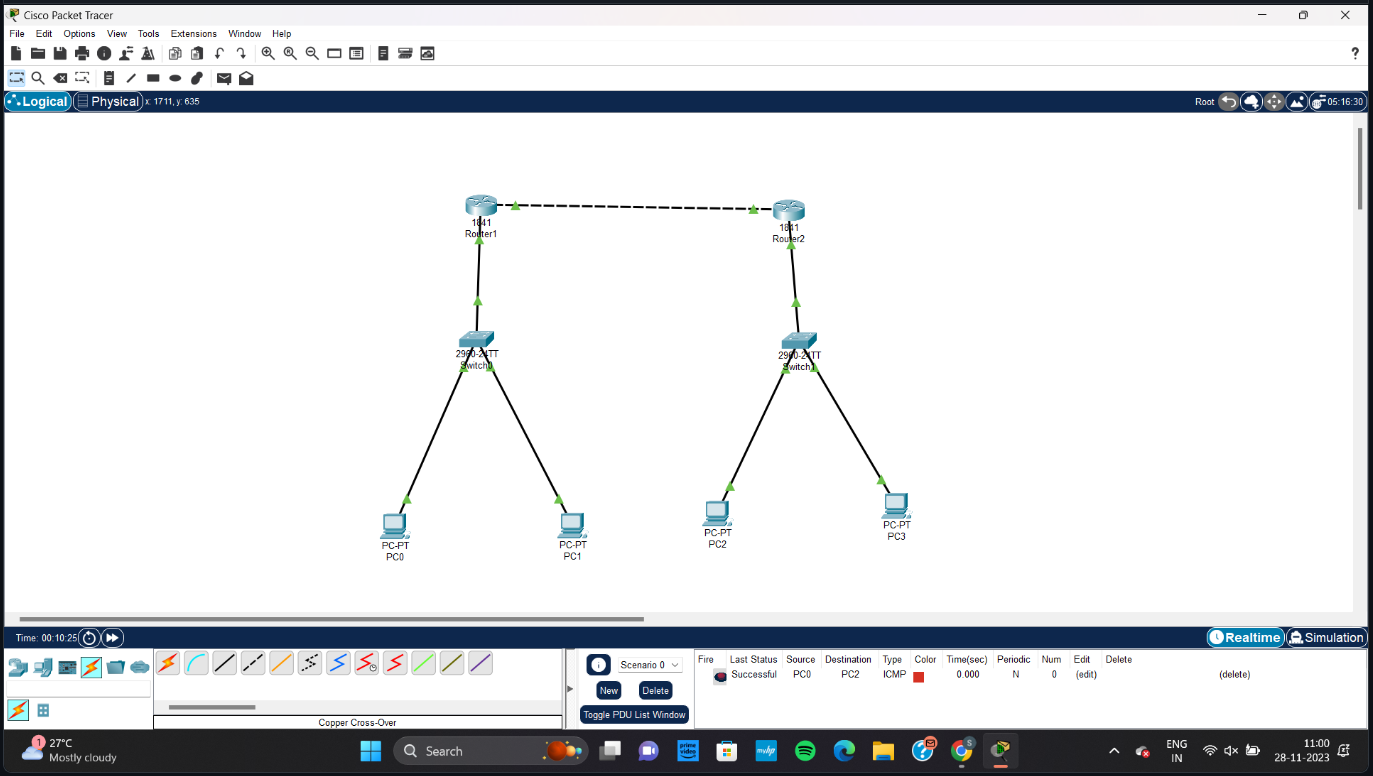 Cisco Packet Tracer
File Edit Options View Tools Extensions Window Help
?
Logical Physical x: 1711, y: 635 Root 05:16:30
1841
Router1
1841
Router2
2960-24TT
Switch0
2960-24TT
Switch1
PC-PT
PC0
PC-PT
PC1
PC-PT
PC2
PC-PT
PC3
Time: 00:10:25 Realtime Simulation
Scenario 0
New Delete
Toggle PDU List Window
Fire Last Status Source Destination Type Color Time(sec) Periodic Num Edit Delete
Successful PC0 PC2 ICMP 0.000 N 0 (edit) (delete)
Copper Cross-Over
1
27°C
Mostly cloudy
Search
prime
video
S
ENG
IN
11:00
28-11-2023